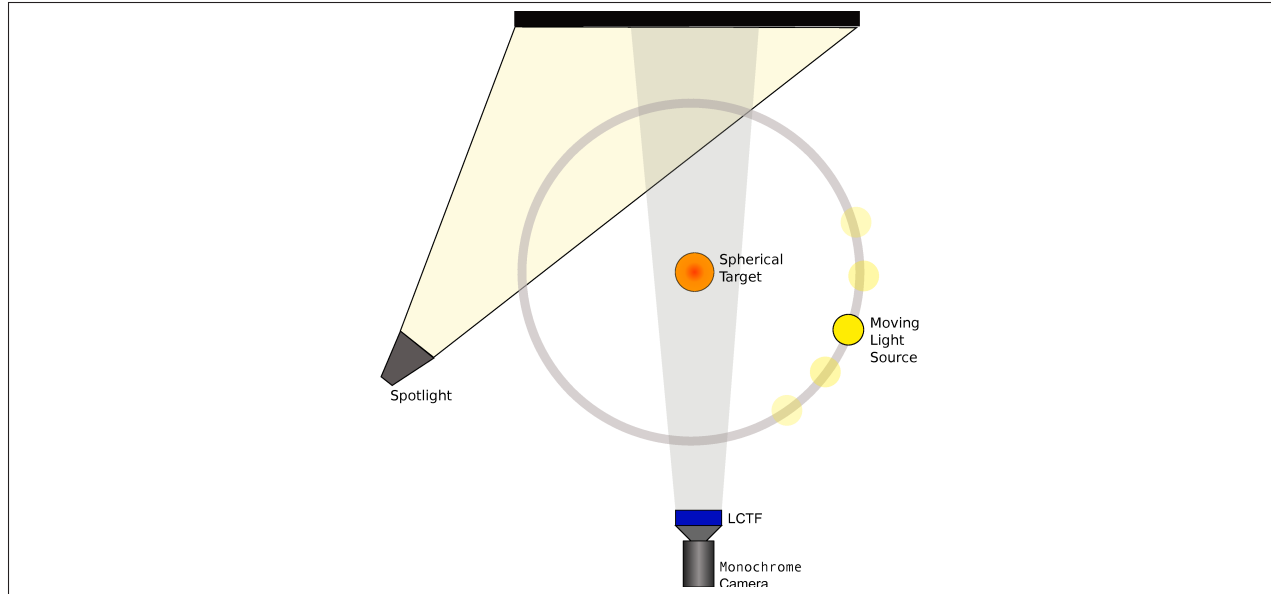 Spherical
Target
Moving
Light
Source
Spotlight
LCTF
Monochrome
Camera